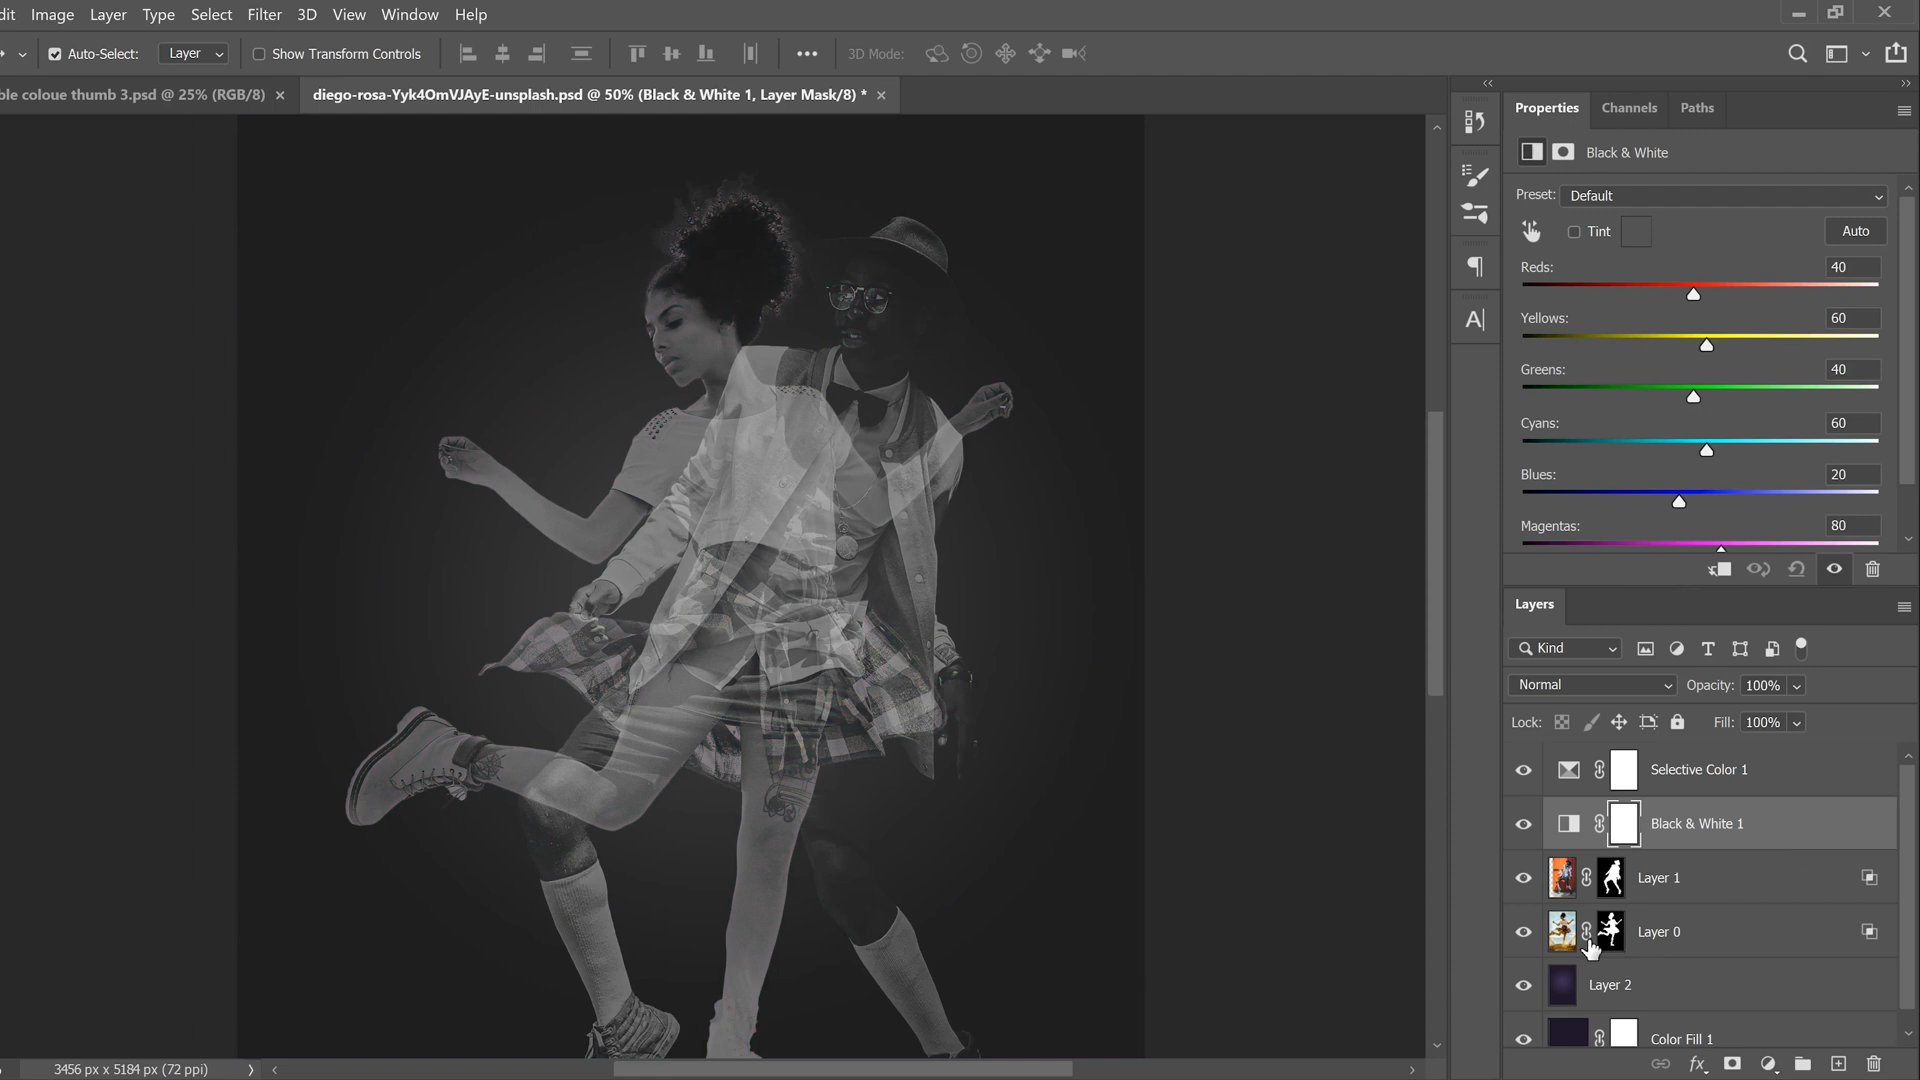 dit Image Layer Type Select Filter 3D View Window Help
Auto-Select: Layer Show Transform Controls 3D Mode:
ble coloue thumb 3.psd @ 25% (RGB/8) × diego-rosa-Yyk4OmVJAyE-unsplash.psd @ 50% (Black & White 1, Layer Mask/8) * ×
Properties Channels Paths
Black & White
Preset: Default
Tint Auto
Reds: 40
Yellows: 60
Greens: 40
Cyans: 60
Blues: 20
Magentas: 80
Layers
Kind
Normal Opacity: 100%
Lock: Fill: 100%
Selective Color 1
Black & White 1
Layer 1
Layer 0
Layer 2
Color Fill 1
3456 px x 5184 px (72 ppi)